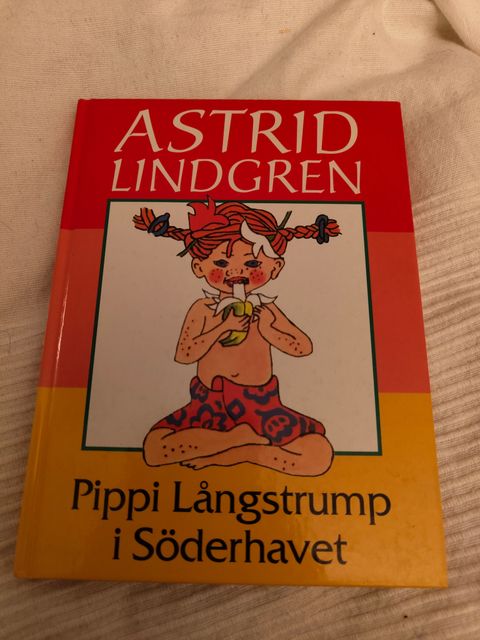 ASTRID
LINDGREN
Pippi Långstrump
i Söderhavet